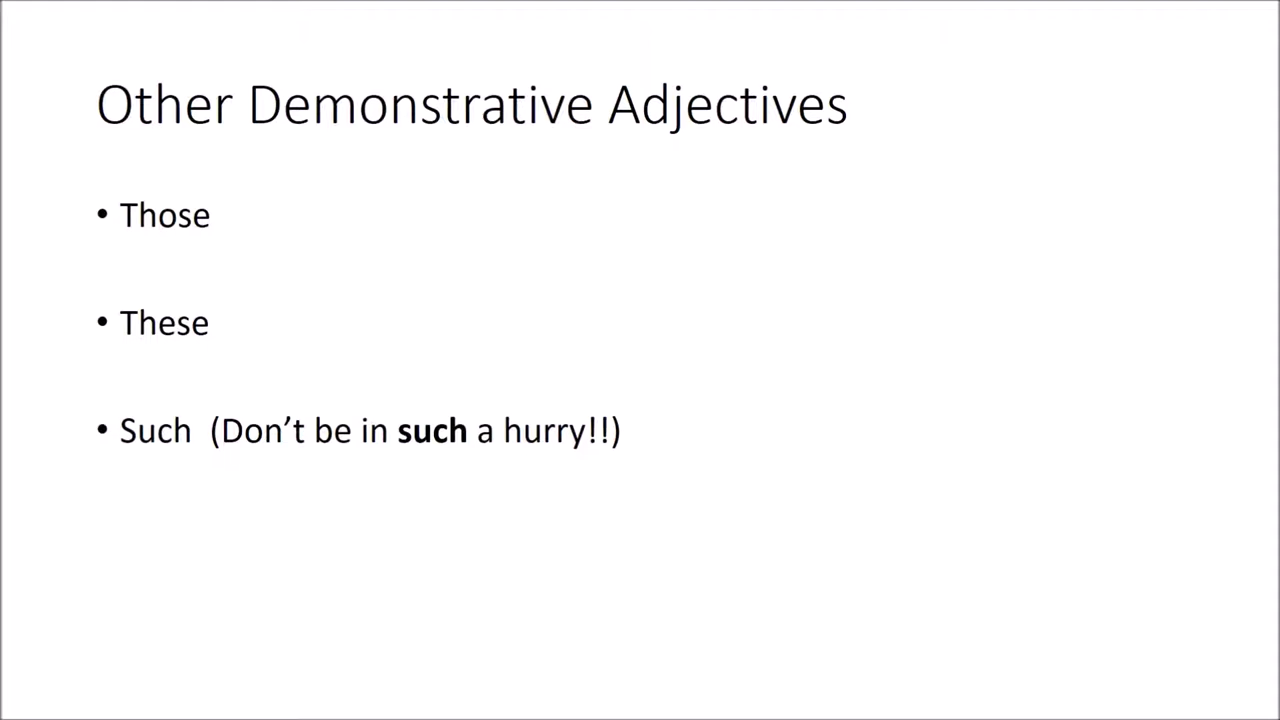 Other Demonstrative Adjectives
• Those
• These
• Such  (Don’t be in such a hurry!!)